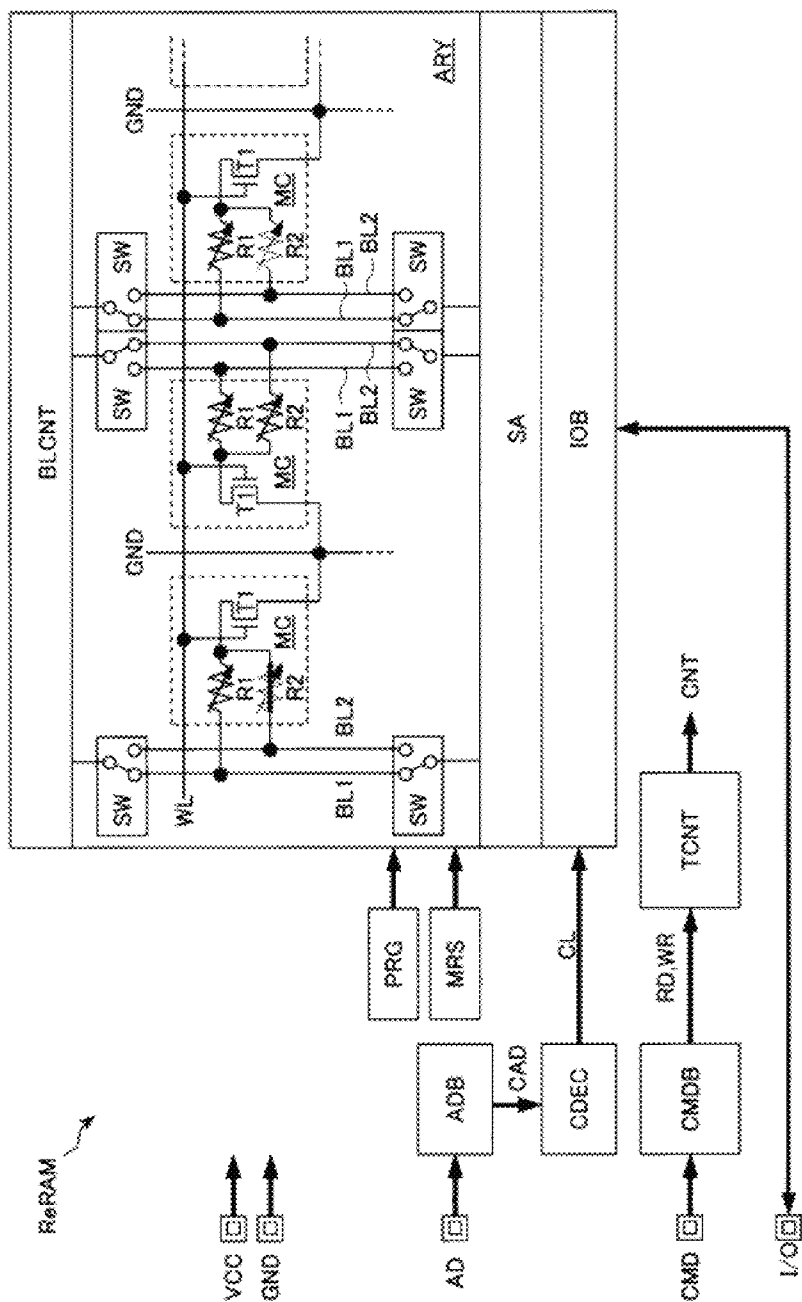 ReRAM
VCC
GND
AD
CMD
I/O
ADB
CAD
CDEC
CMDB
PRG
MRS
CL
RD,WR
TCNT
CNT
BLCNT
SW
WL
BL1
BL2
SW
R1
R2
T1
MC
GND
T1
MC
R1
R2
SW
SW
BL1
BL2
SW
SW
BL1
BL2
R1
R2
T1
MC
GND
ARY
SA
IOB